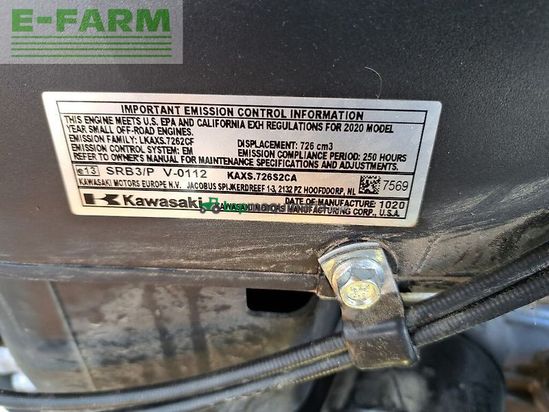 E-FARM
IMPORTANT EMISSION CONTROL INFORMATION
THIS ENGINE MEETS U.S. EPA AND CALIFORNIA EXH REGULATIONS FOR 2020 MODEL
YEAR SMALL OFF-ROAD ENGINES.
EMISSION FAMILY: LKAXS.7262CF DISPLACEMENT: 726 cm3
EMISSION CONTROL SYSTEM: EM EMISSION COMPLIANCE PERIOD: 250 HOURS
REFER TO OWNER'S MANUAL FOR MAINTENANCE SPECIFICATIONS AND ADJUSTMENTS.
e13 SRB3/P V-0112 KAXS.726S2CA
KAWASAKI MOTORS EUROPE N.V. JACOBUS SPIJKERDREEF 1-3, 2132 PZ HOOFDDORP, NL
7569
DATE OF MANUFACTURE: 1020
Kawasaki KAWASAKI MOTORS MANUFACTURING CORP., U.S.A.